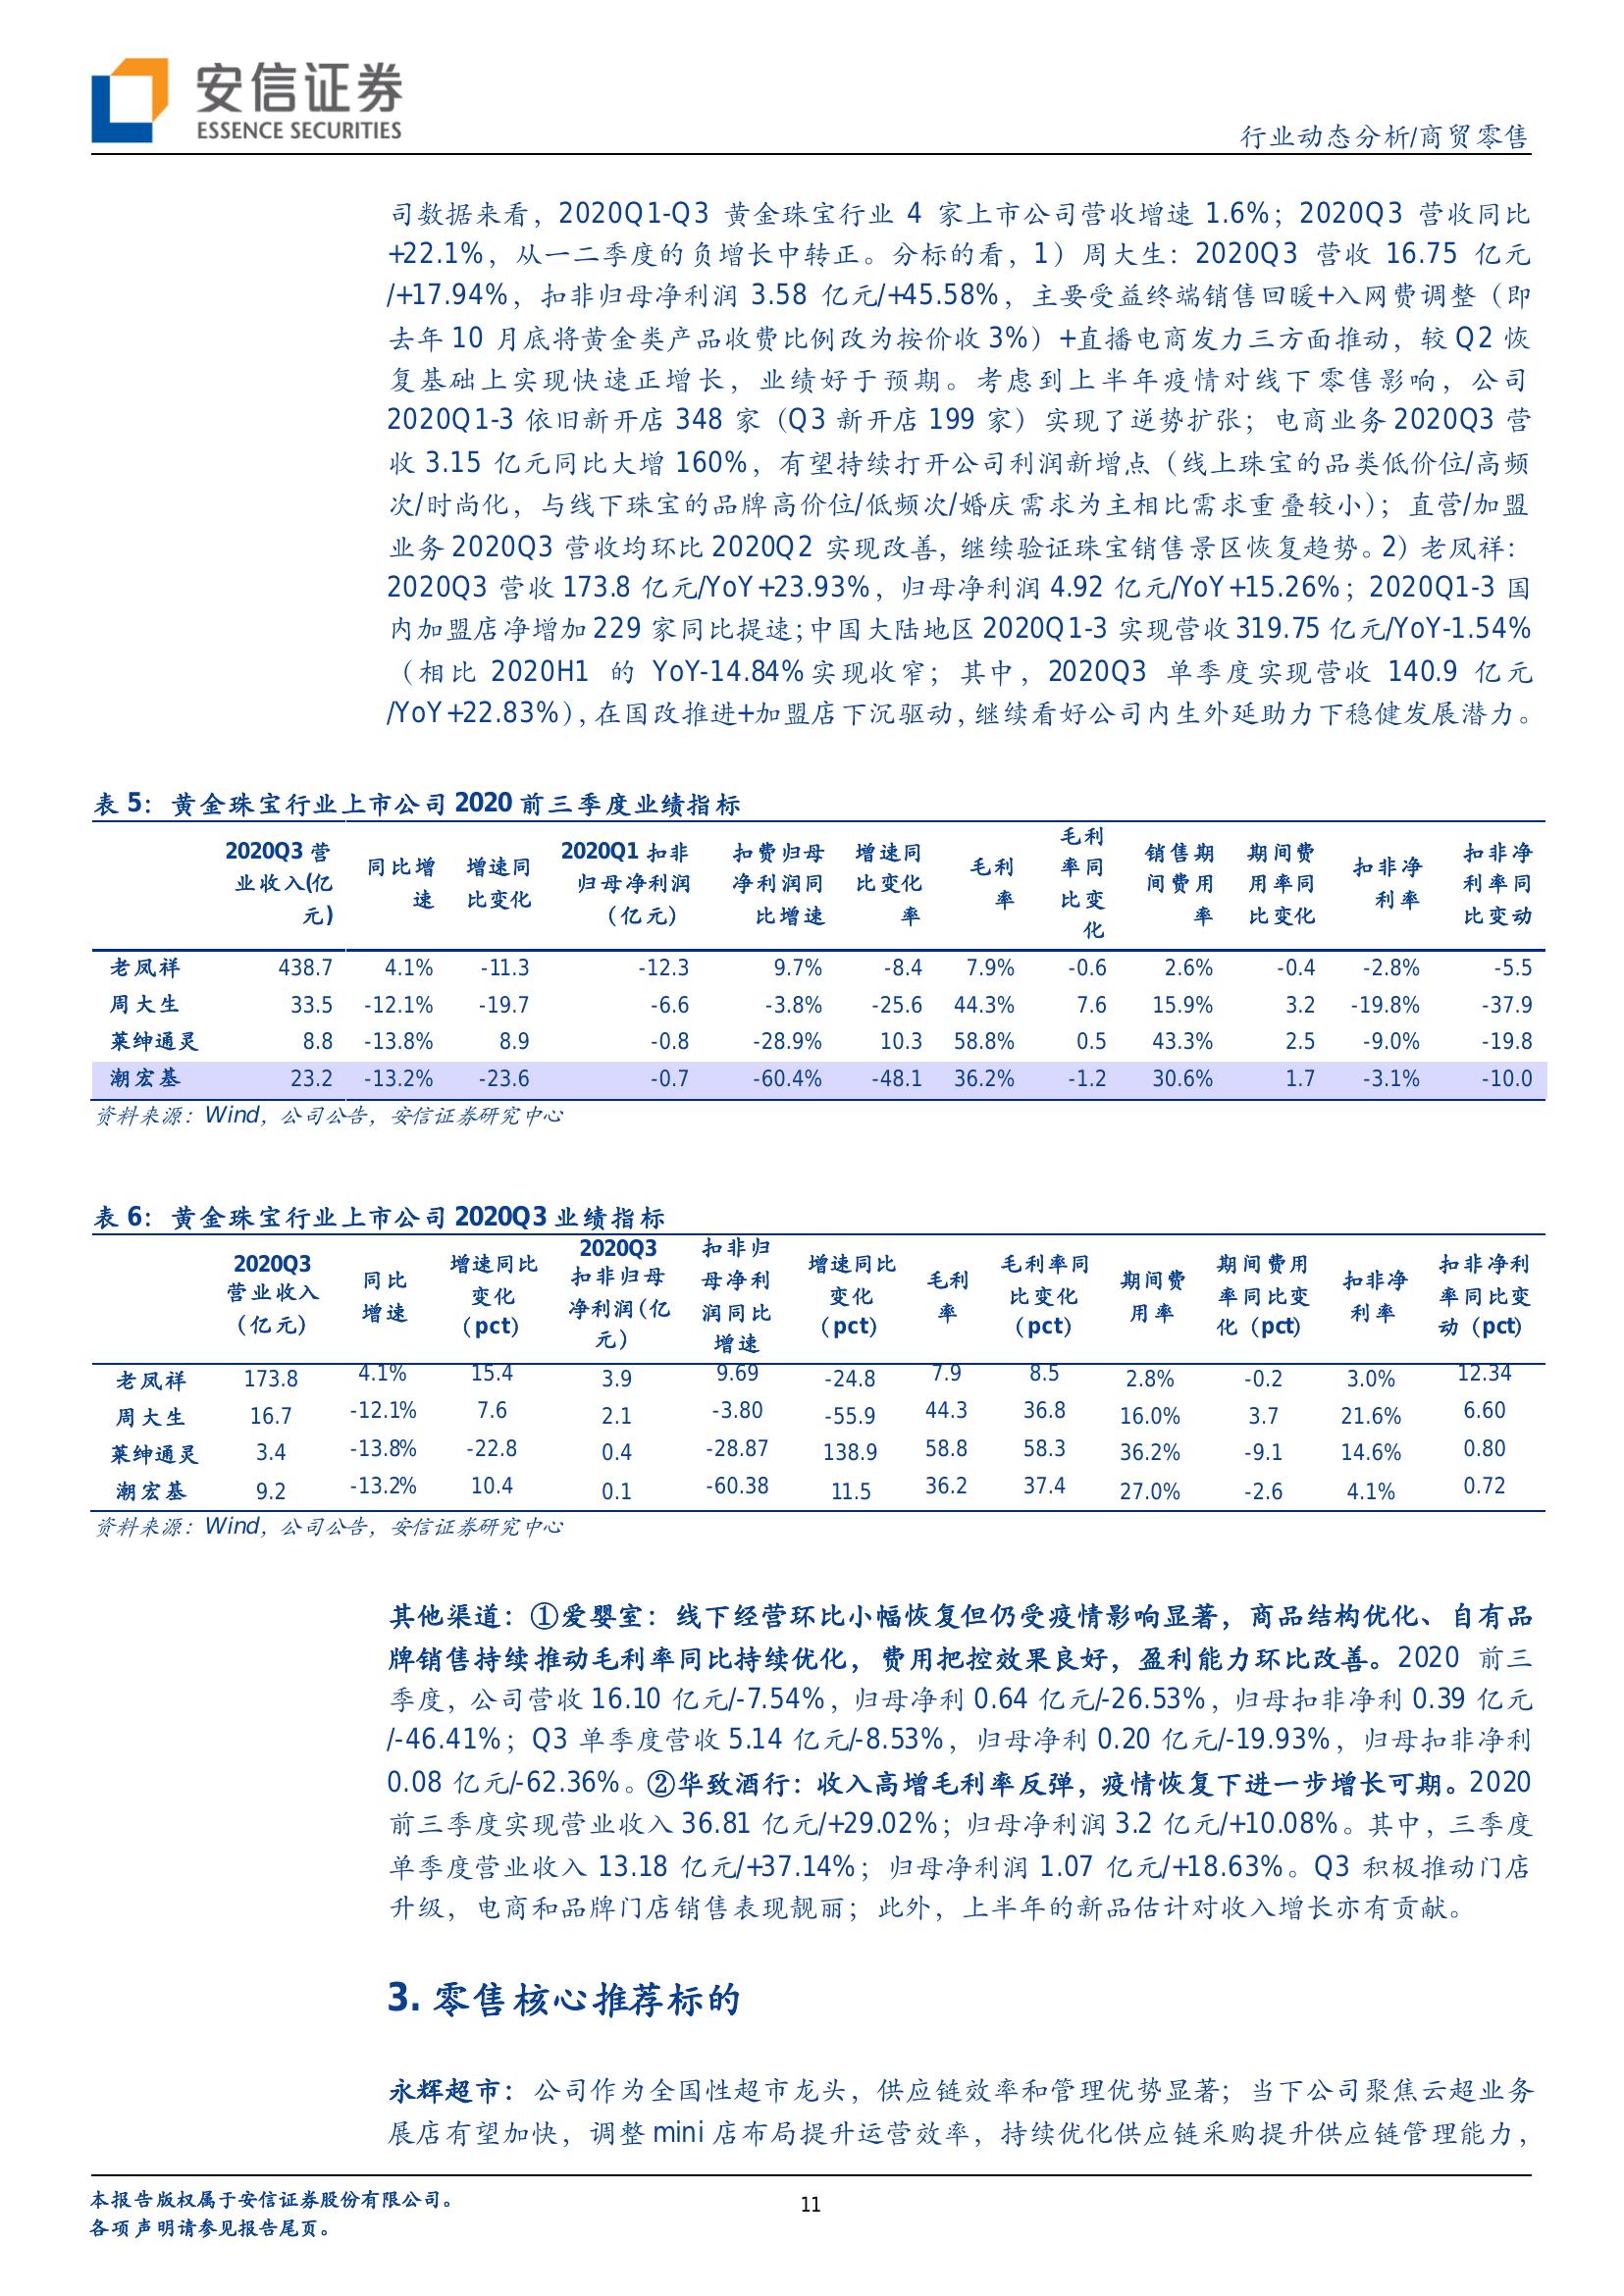 安信证券
ESSENCE SECURITIES
行业动态分析/商贸零售
司数据来看，2020Q1-Q3 黄金珠宝行业 4 家上市公司营收增速 1.6%；2020Q3 营收同比
+22.1%，从一二季度的负增长中转正。分标的看，1）周大生：2020Q3 营收 16.75 亿元
/+17.94%，扣非归母净利润 3.58 亿元/+45.58%，主要受益终端销售回暖+入网费调整（即
去年 10 月底将黄金类产品收费比例改为按价收 3%）+直播电商发力三方面推动，较 Q2 恢
复基础上实现快速正增长，业绩好于预期。考虑到上半年疫情对线下零售影响，公司
2020Q1-3 依旧新开店 348 家（Q3 新开店 199 家）实现了逆势扩张；电商业务 2020Q3 营
收 3.15 亿元同比大增 160%，有望持续打开公司利润新增点（线上珠宝的品类低价位/高频
次/时尚化，与线下珠宝的品牌高价位/低频次/婚庆需求为主相比需求重叠较小）；直营/加盟
业务 2020Q3 营收均环比 2020Q2 实现改善，继续验证珠宝销售景区恢复趋势。2）老凤祥：
2020Q3 营收 173.8 亿元/YoY+23.93%，归母净利润 4.92 亿元/YoY+15.26%；2020Q1-3 国
内加盟店净增加 229 家同比提速；中国大陆地区 2020Q1-3 实现营收 319.75 亿元/YoY-1.54%
（相比 2020H1 的 YoY-14.84%实现收窄；其中，2020Q3 单季度实现营收 140.9 亿元
/YoY+22.83%），在国改推进+加盟店下沉驱动，继续看好公司内生外延助力下稳健发展潜力。
表 5：黄金珠宝行业上市公司 2020 前三季度业绩指标
2020Q3 营业收入(亿元) 同比增速 增速同比变化 2020Q1 扣非归母净利润（亿元） 扣费归母净利润同比增速 增速同比变化率 毛利率 毛利率同比变化 销售期间费用率 期间费用率同比变化 扣非净利率 扣非净利率同比变动
老凤祥 438.7 4.1% -11.3 -12.3 9.7% -8.4 7.9% -0.6 2.6% -0.4 -2.8% -5.5
周大生 33.5 -12.1% -19.7 -6.6 -3.8% -25.6 44.3% 7.6 15.9% 3.2 -19.8% -37.9
莱绅通灵 8.8 -13.8% 8.9 -0.8 -28.9% 10.3 58.8% 0.5 43.3% 2.5 -9.0% -19.8
潮宏基 23.2 -13.2% -23.6 -0.7 -60.4% -48.1 36.2% -1.2 30.6% 1.7 -3.1% -10.0
资料来源：Wind，公司公告，安信证券研究中心
表 6：黄金珠宝行业上市公司 2020Q3 业绩指标
2020Q3 营业收入（亿元） 同比增速 增速同比变化（pct） 2020Q3 扣非归母净利润(亿元） 扣非归母净利润同比增速 增速同比变化（pct） 毛利率 毛利率同比变化（pct） 期间费用率 期间费用率同比变化（pct） 扣非净利率 扣非净利率同比变动（pct）
老凤祥 173.8 4.1% 15.4 3.9 9.69 -24.8 7.9 8.5 2.8% -0.2 3.0% 12.34
周大生 16.7 -12.1% 7.6 2.1 -3.80 -55.9 44.3 36.8 16.0% 3.7 21.6% 6.60
莱绅通灵 3.4 -13.8% -22.8 0.4 -28.87 138.9 58.8 58.3 36.2% -9.1 14.6% 0.80
潮宏基 9.2 -13.2% 10.4 0.1 -60.38 11.5 36.2 37.4 27.0% -2.6 4.1% 0.72
资料来源：Wind，公司公告，安信证券研究中心
其他渠道：①爱婴室：线下经营环比小幅恢复但仍受疫情影响显著，商品结构优化、自有品
牌销售持续推动毛利率同比持续优化，费用把控效果良好，盈利能力环比改善。2020 前三
季度，公司营收 16.10 亿元/-7.54%，归母净利 0.64 亿元/-26.53%，归母扣非净利 0.39 亿元
/-46.41%；Q3 单季度营收 5.14 亿元/-8.53%，归母净利 0.20 亿元/-19.93%，归母扣非净利
0.08 亿元/-62.36%。②华致酒行：收入高增毛利率反弹，疫情恢复下进一步增长可期。2020
前三季度实现营业收入 36.81 亿元/+29.02%；归母净利润 3.2 亿元/+10.08%。其中，三季度
单季度营业收入 13.18 亿元/+37.14%；归母净利润 1.07 亿元/+18.63%。Q3 积极推动门店
升级，电商和品牌门店销售表现靓丽；此外，上半年的新品估计对收入增长亦有贡献。
3. 零售核心推荐标的
永辉超市：公司作为全国性超市龙头，供应链效率和管理优势显著；当下公司聚焦云超业务
展店有望加快，调整 mini 店布局提升运营效率，持续优化供应链采购提升供应链管理能力，
本报告版权属于安信证券股份有限公司。
各项声明请参见报告尾页。
11